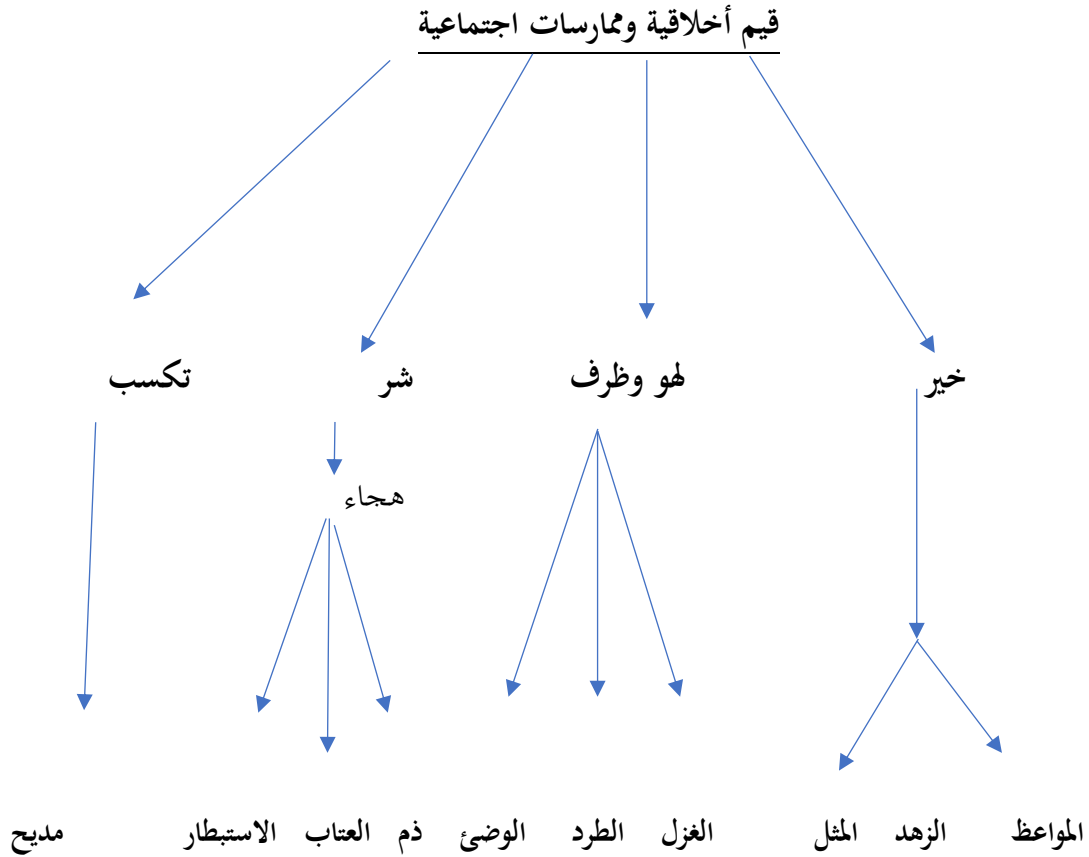 قيم أخلاقية وممارسات اجتماعية
خير لهو وظرف شر تكسب
هجاء
المواعظ الزهد المثل الغزل الطرد الوضئ ذم العتاب الاستبطار مديح